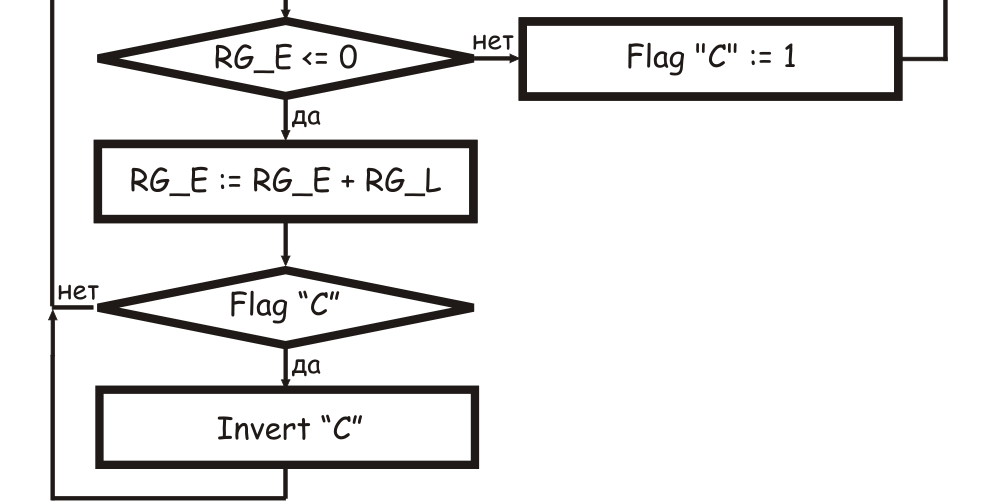 RG_E <= 0
нет
Flag "C" := 1
да
RG_E := RG_E + RG_L
нет
Flag “C”
да
Invert “C”